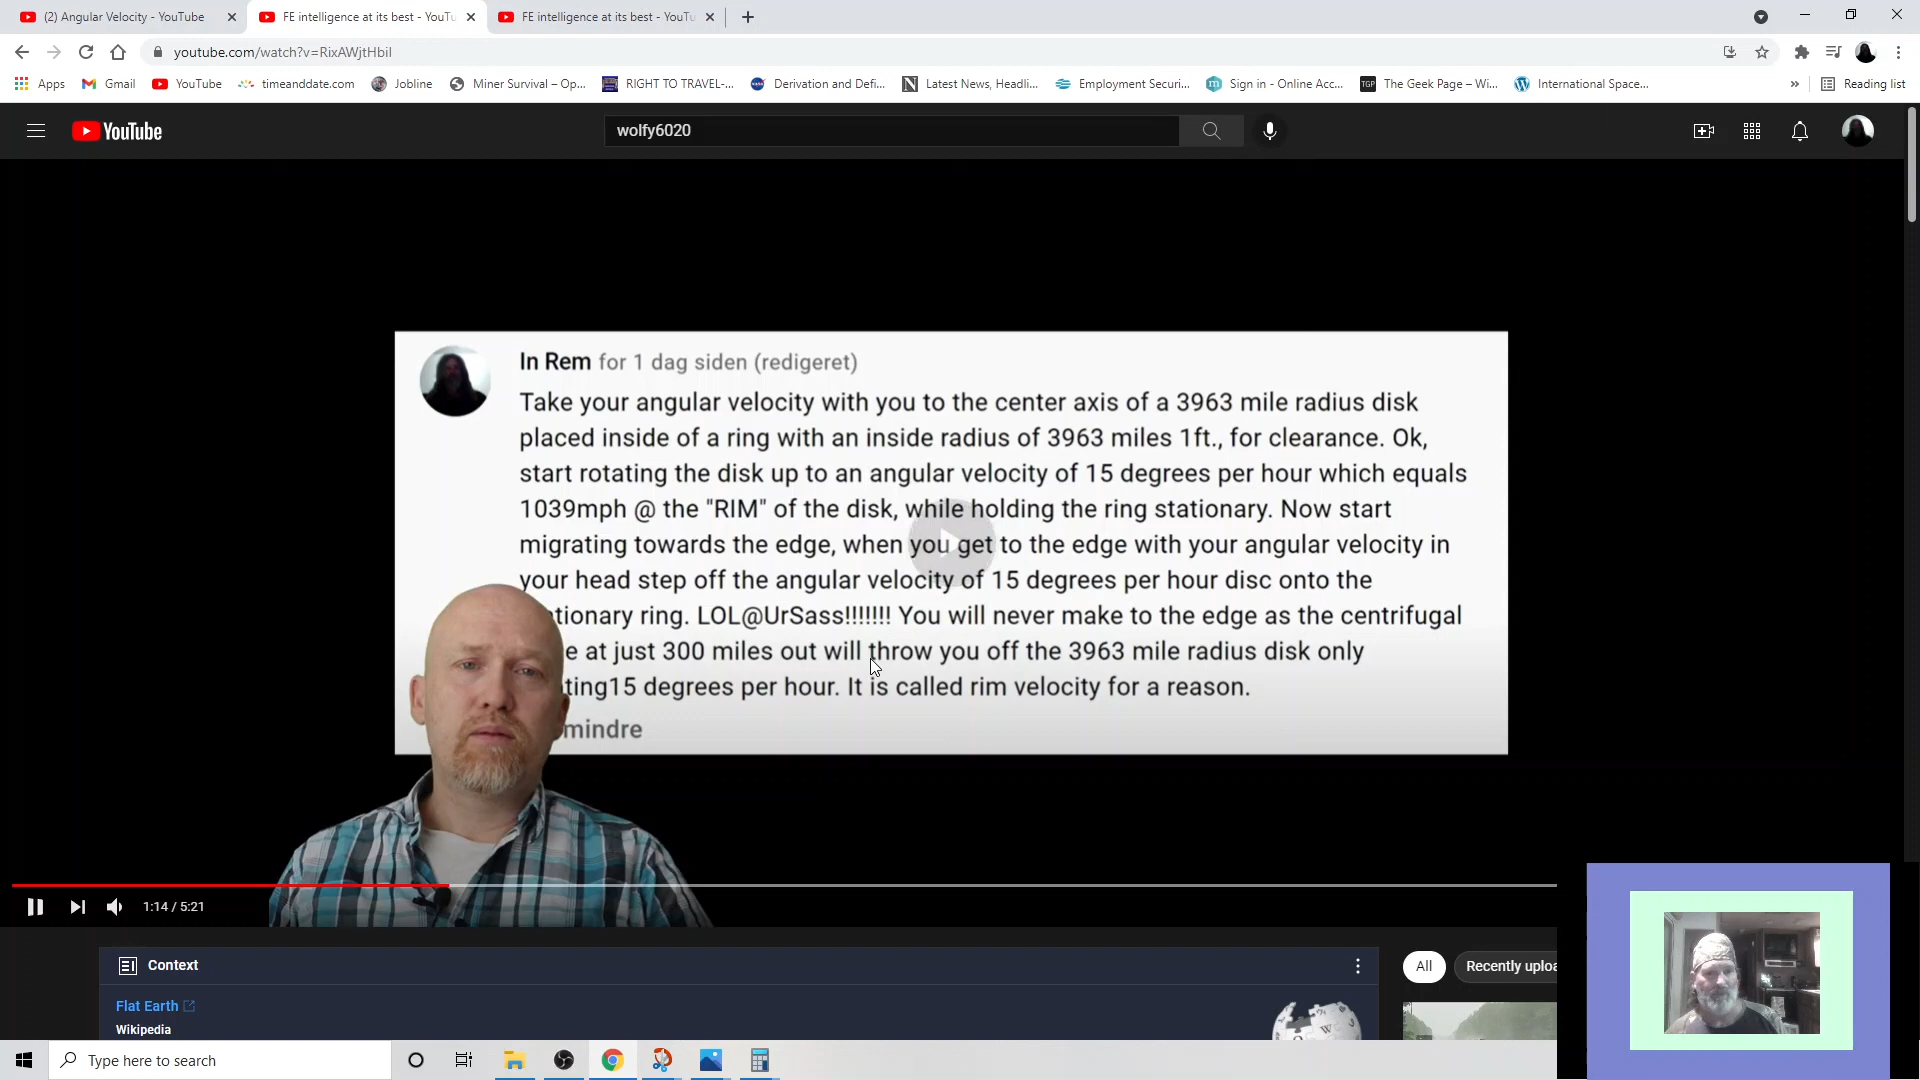 (2) Angular Velocity - YouTube
FE intelligence at its best - YouTu
FE intelligence at its best - YouTu
youtube.com/watch?v=RixAWjtHbiI
Apps
Gmail
YouTube
timeanddate.com
Jobline
Miner Survival – Op...
RIGHT TO TRAVEL-...
Derivation and Defi...
Latest News, Headli...
Employment Securi...
Sign in - Online Acc...
TGP
The Geek Page – Wi...
International Space...
»
Reading list
YouTube
wolfy6020
In Rem for 1 dag siden (redigeret)
Take your angular velocity with you to the center axis of a 3963 mile radius disk
placed inside of a ring with an inside radius of 3963 miles 1ft., for clearance. Ok,
start rotating the disk up to an angular velocity of 15 degrees per hour which equals
1039mph @ the "RIM" of the disk, while holding the ring stationary. Now start
migrating towards the edge, when you get to the edge with your angular velocity in
your head step off the angular velocity of 15 degrees per hour disc onto the
tionary ring. LOL@UrSass!!!!!!! You will never make to the edge as the centrifugal
e at just 300 miles out will throw you off the 3963 mile radius disk only
ting15 degrees per hour. It is called rim velocity for a reason.
mindre
1:14 / 5:21
Context
All
Recently uploa
Flat Earth
Wikipedia
Type here to search